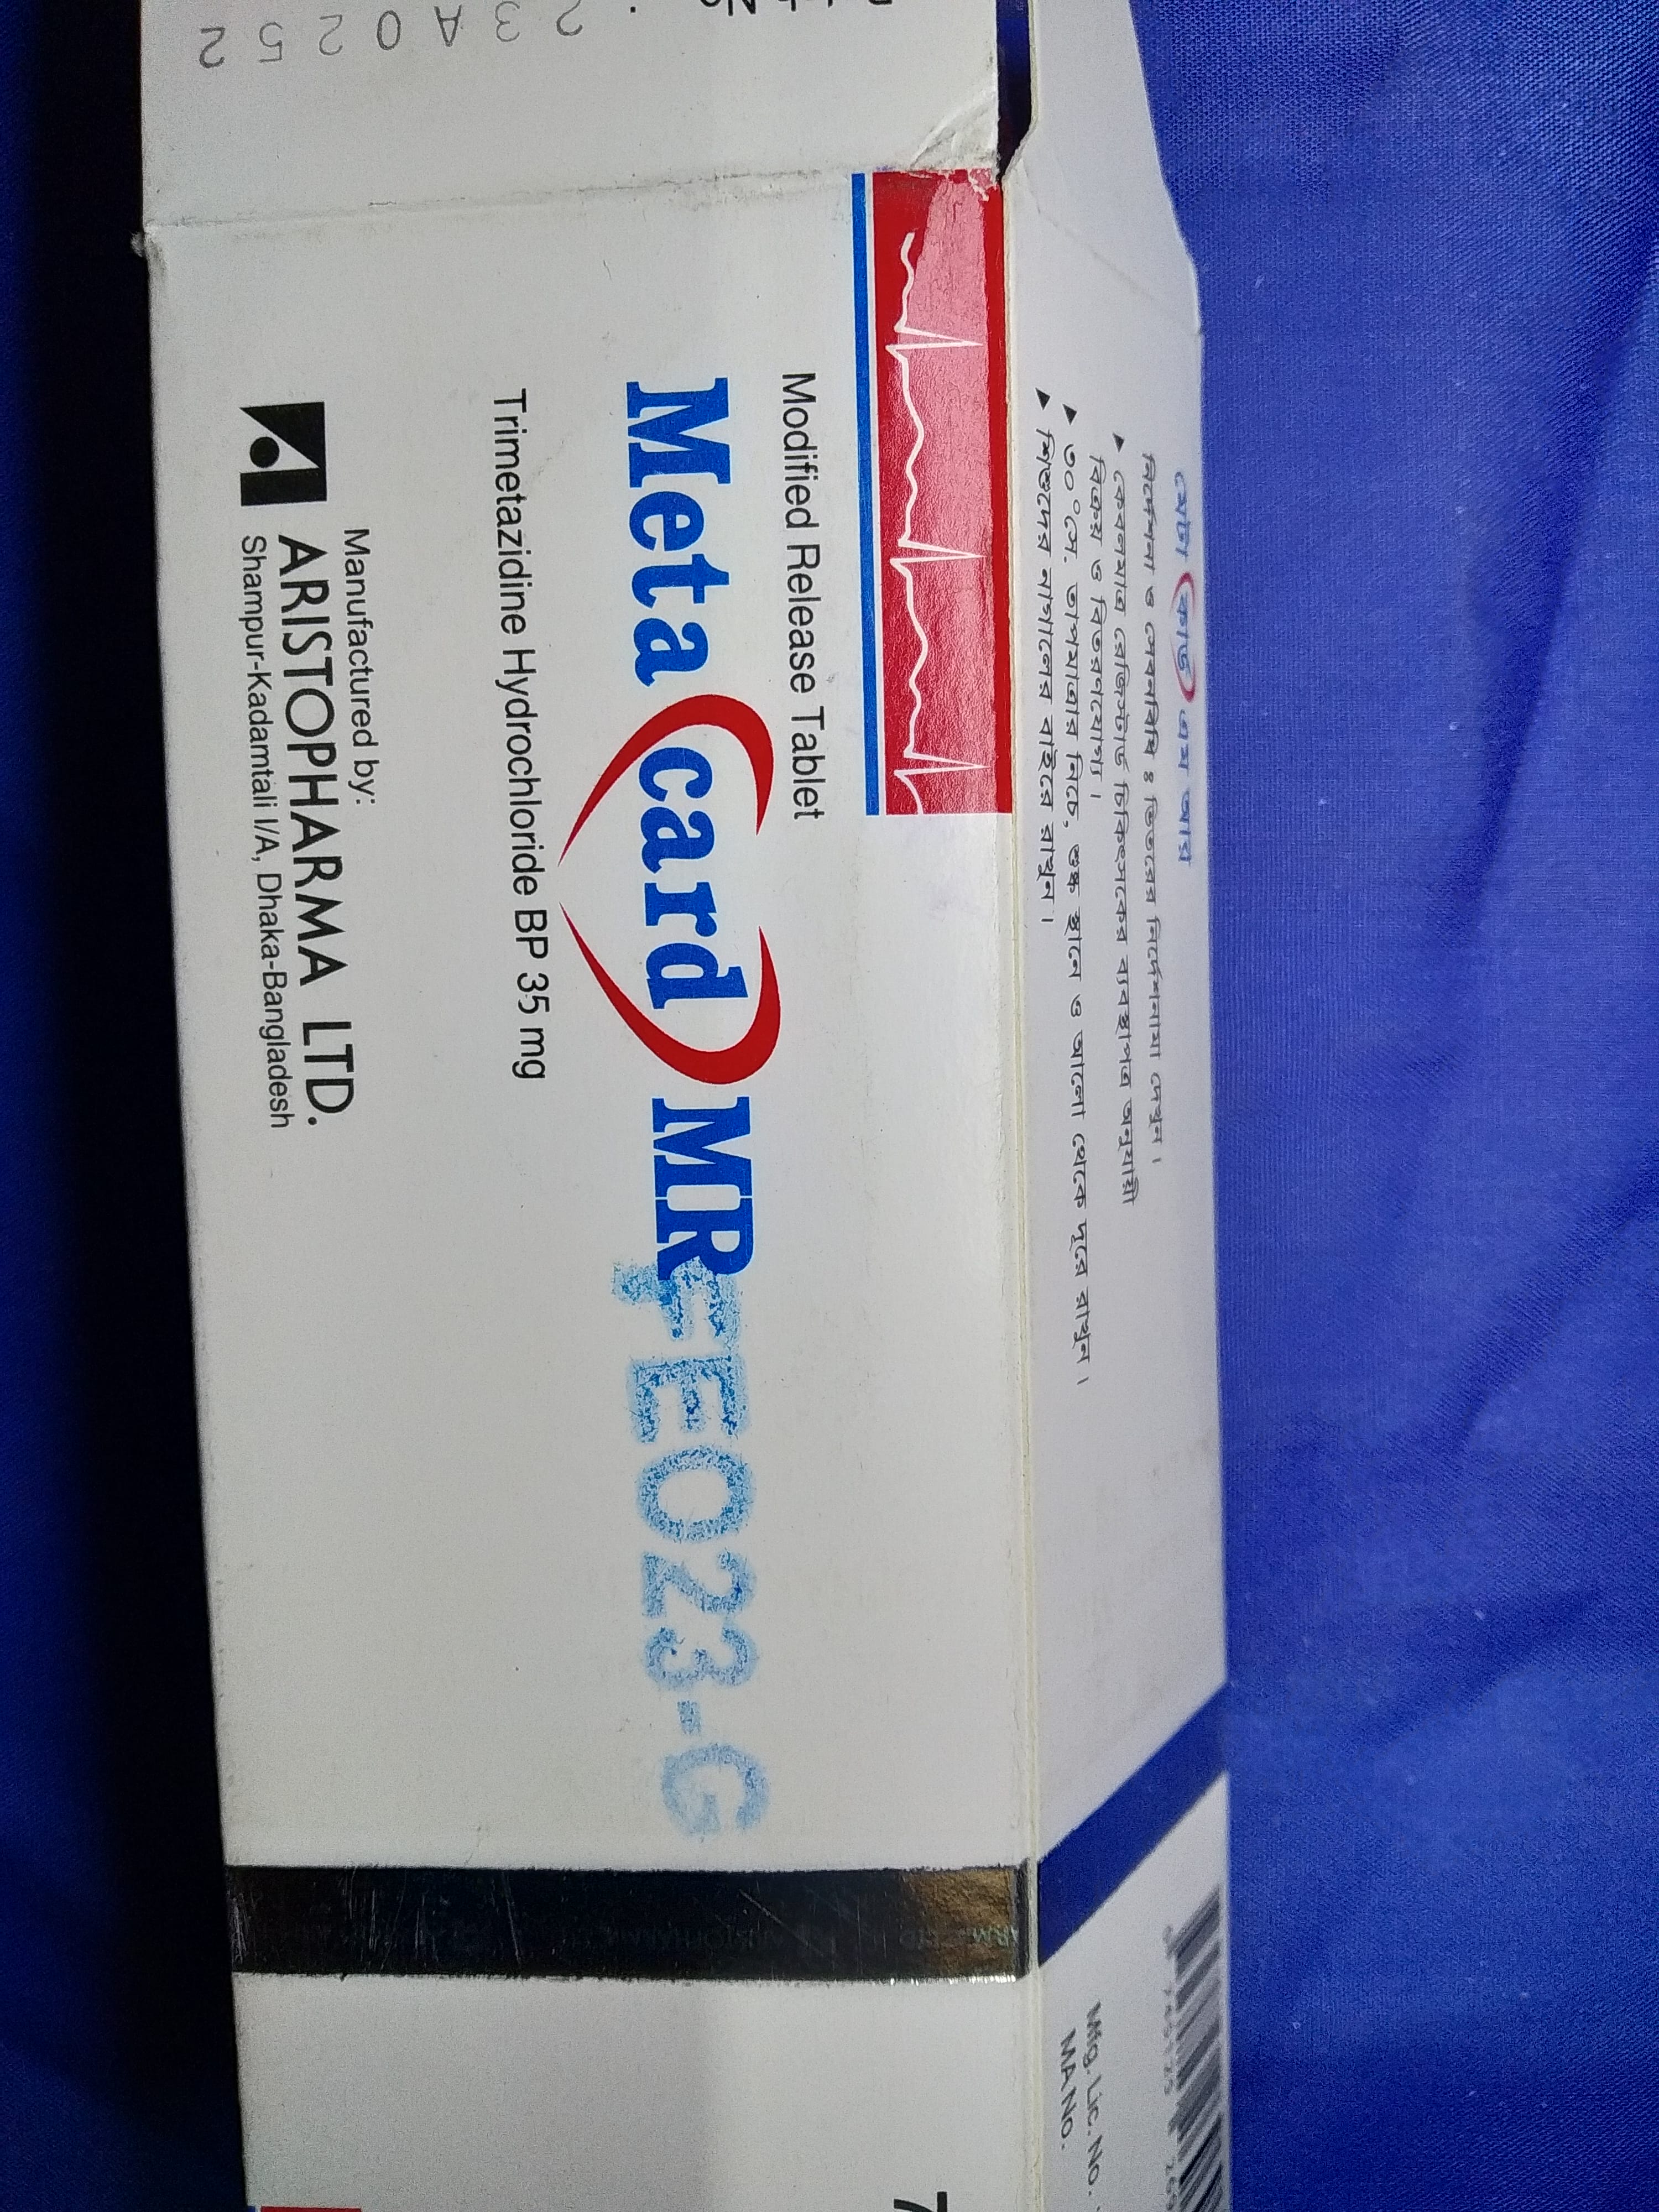 মেটা কার্ড এম আর
নির্দেশনা ও সেবনবিধি ঃ ভিতরের নির্দেশনামা দেখুন।
▶ কেবলমাত্র রেজিস্টার্ড চিকিৎসকের ব্যবস্থাপত্র অনুযায়ী
বিক্রয় ও বিতরণযোগ্য।
▶ ৩০°সে. তাপমাত্রার নিচে, শুষ্ক স্থানে ও আলো থেকে দূরে রাখুন।
▶ শিশুদের নাগালের বাইরে রাখুন।
Mfg. Lic. No.
MA No.
Modified Release Tablet
Meta card MR
FEO23-G
Trimetazidine Hydrochloride BP 35 mg
Manufactured by:
ARISTOPHARMA LTD.
Shampur-Kadamtali I/A, Dhaka-Bangladesh
23A0252
7